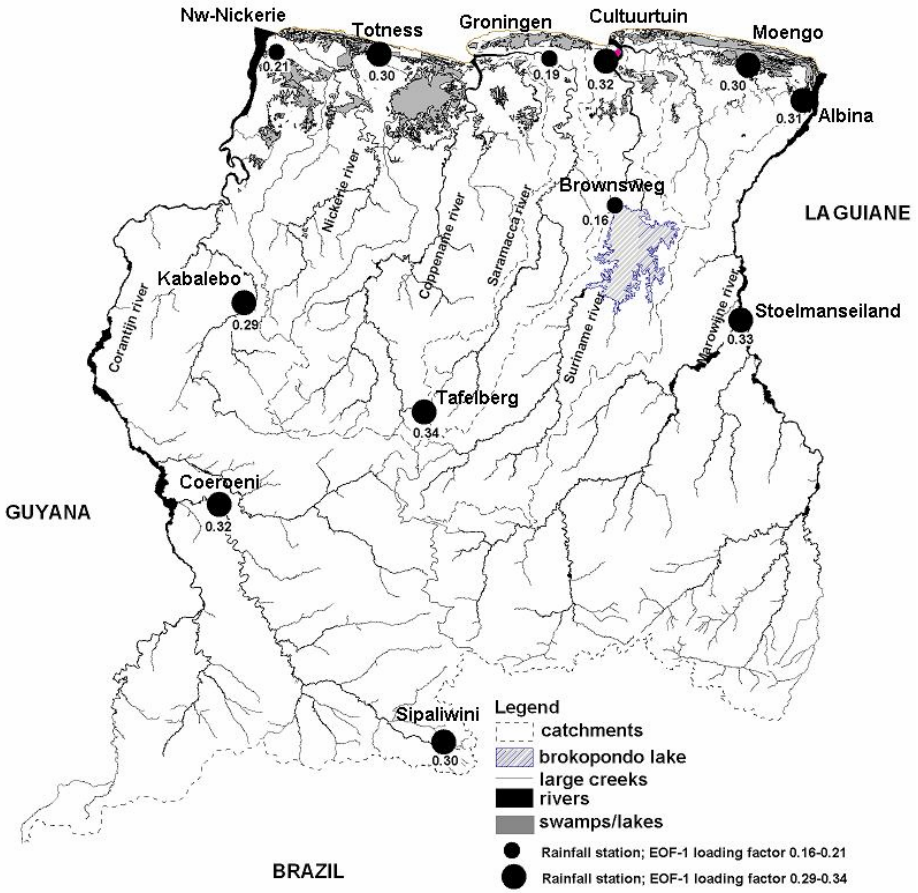 Nw-Nickerie
Totness
Groningen
Cultuurtuin
Moengo
0.21
0.30
0.19
0.32
0.30
0.31
Albina
Brownsweg
0.16
LA GUIANE
Nickerie river
Coppename river
Saramacca river
Kabalebo
0.29
Corantijn river
Suriname river
Marowijne river
Stoelmanseiland
0.33
Tafelberg
0.34
Coeroeni
0.32
GUYANA
Sipaliwini
0.30
Legend
catchments
brokopondo lake
large creeks
rivers
swamps/lakes
Rainfall station; EOF-1 loading factor 0.16-0.21
Rainfall station; EOF-1 loading factor 0.29-0.34
BRAZIL